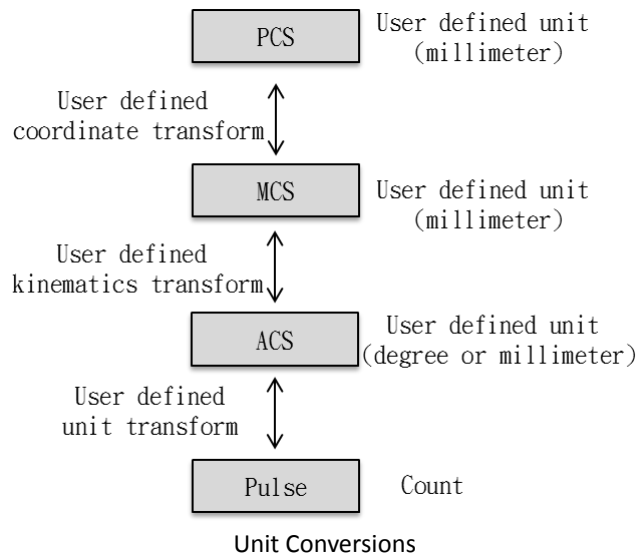 PCS
User defined unit
(millimeter)
User defined
coordinate transform
MCS
User defined unit
(millimeter)
User defined
kinematics transform
ACS
User defined unit
(degree or millimeter)
User defined
unit transform
Pulse
Count
Unit Conversions